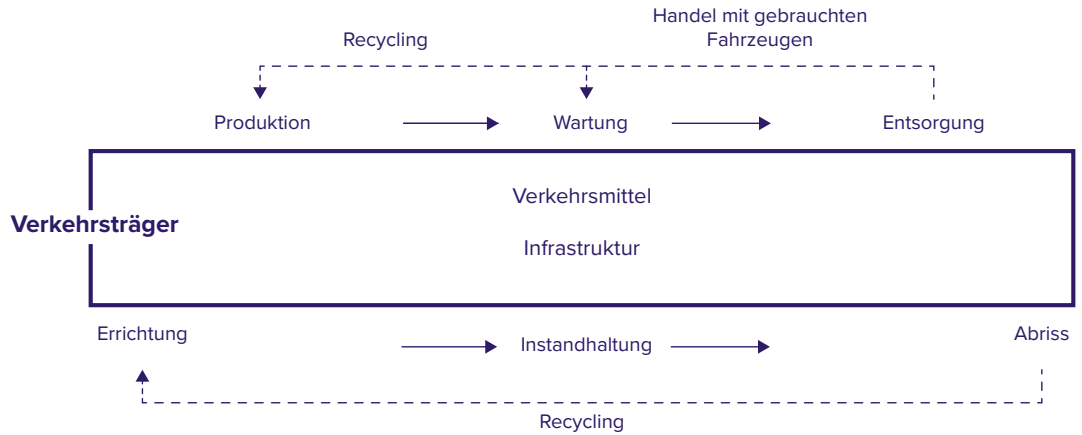 Handel mit gebrauchten
Fahrzeugen
Recycling
Produktion
Wartung
Entsorgung
Verkehrsmittel
Verkehrsträger
Infrastruktur
Errichtung
Instandhaltung
Abriss
Recycling